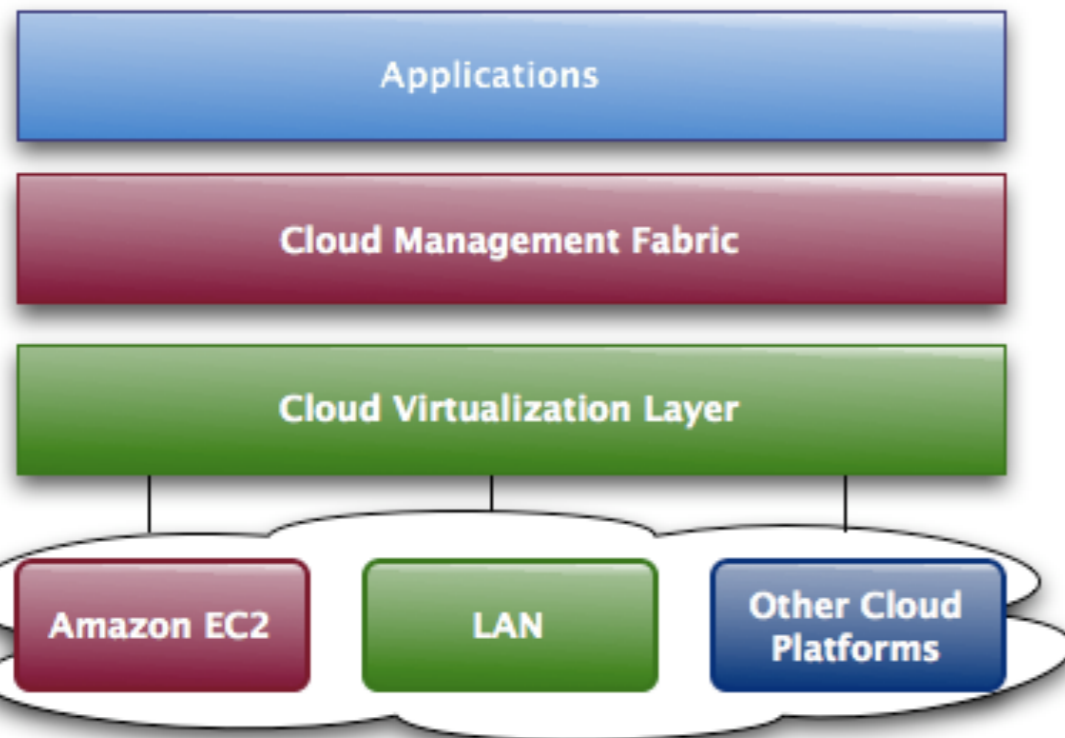 Applications
Cloud Management Fabric
Cloud Virtualization Layer
Amazon EC2
LAN
Other Cloud
Platforms